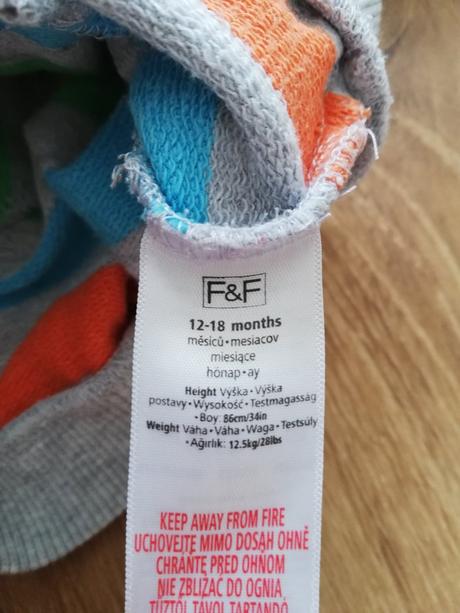 F&F
12-18 months
měsíců•mesiacov
miesiące
hónap•ay
Height Výška•Výška
postavy•Wysokość•Testmagasság
•Boy: 86cm/34in
Weight Váha•Váha•Waga•Testsúly
•Ağırlık: 12.5kg/28lbs
KEEP AWAY FROM FIRE
UCHOVEJTE MIMO DOSAH OHNĚ
CHRÁŇTE PRED OHŇOM
NIE ZBLIŻAĆ DO OGNIA
TŰZTŐL TÁVOL TARTANDÓ